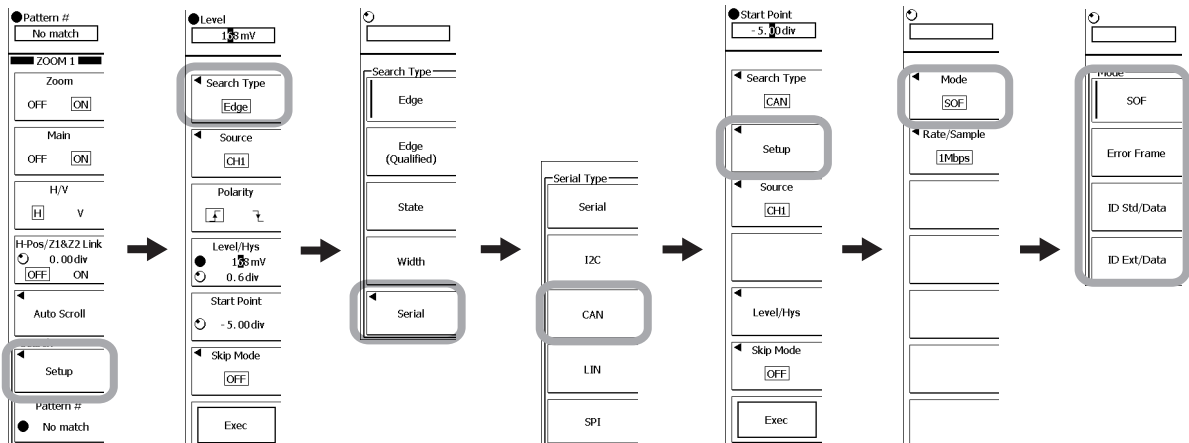 Pattern #
No match
ZOOM 1
Zoom
OFF ON
Main
OFF ON
H/V
H V
H-Pos/Z1&Z2 Link
0.00div
OFF ON
Auto Scroll
Setup
Pattern #
No match
Level
168mV
Search Type
Edge
Source
CH1
Polarity
Level/Hys
168mV
0.6div
Start Point
-5.00div
Skip Mode
OFF
Exec
Search Type
Edge
Edge
(Qualified)
State
Width
Serial
Serial Type
Serial
I2C
CAN
LIN
SPI
Start Point
-5.00div
Search Type
CAN
Setup
Source
CH1
Level/Hys
Skip Mode
OFF
Exec
Mode
SOF
Rate/Sample
1Mbps
Mode
SOF
Error Frame
ID Std/Data
ID Ext/Data